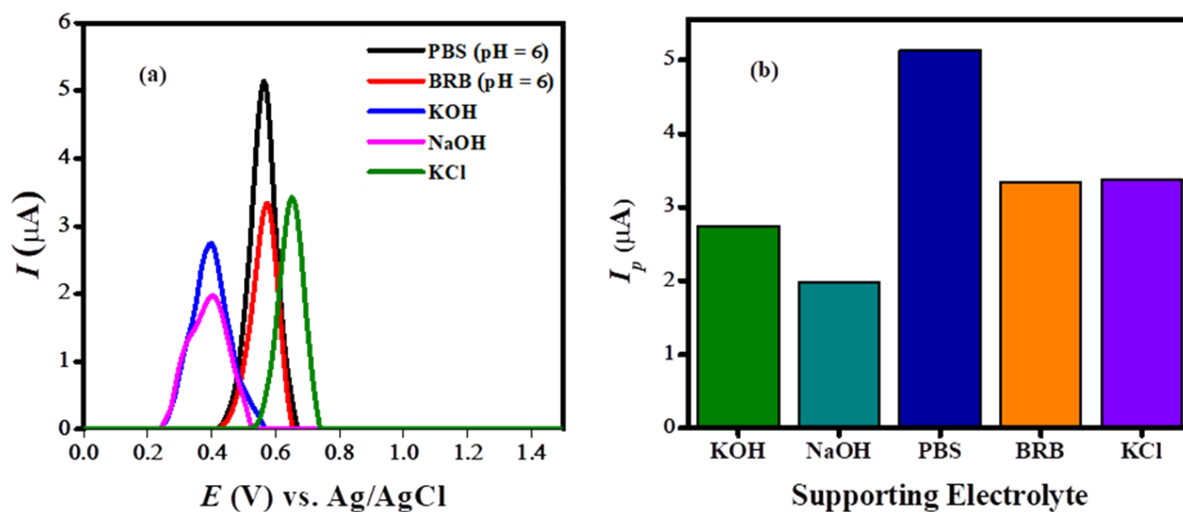 (a)
PBS (pH = 6)
BRB (pH = 6)
KOH
NaOH
KCl
I (µA)
6
5
4
3
2
1
0
0.0 0.2 0.4 0.6 0.8 1.0 1.2 1.4
E (V) vs. Ag/AgCl
(b)
I_p (µA)
5
4
3
2
1
0
KOH NaOH PBS BRB KCl
Supporting Electrolyte